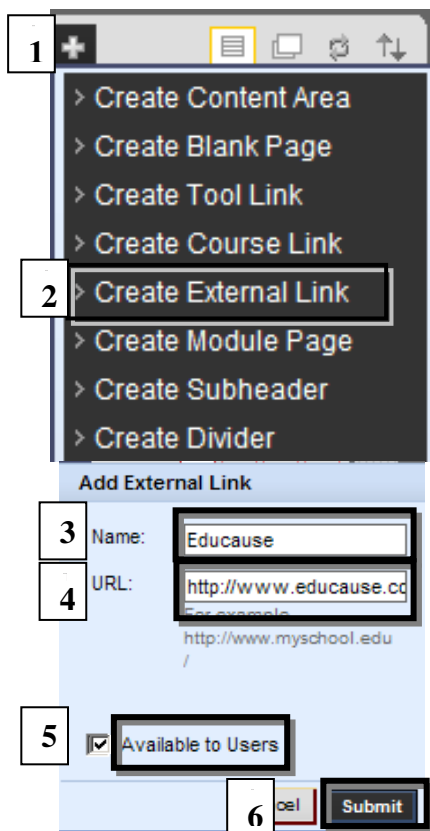 1
> Create Content Area
> Create Blank Page
> Create Tool Link
> Create Course Link
2 > Create External Link
> Create Module Page
> Create Subheader
> Create Divider
Add External Link
3 Name: Educause
4 URL: http://www.educause.co
For example
http://www.myschool.edu
/
5 Available to Users
6 cel Submit